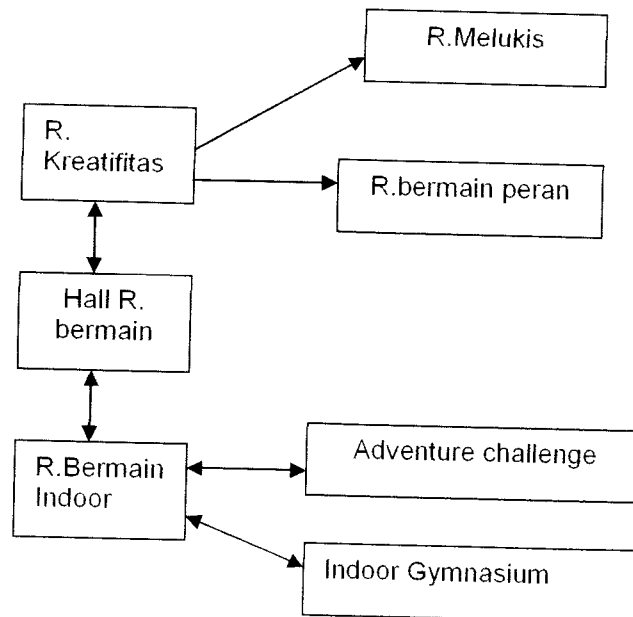 R.Melukis
R.
Kreatifitas
R.bermain peran
Hall R.
bermain
R.Bermain
Indoor
Adventure challenge
Indoor Gymnasium